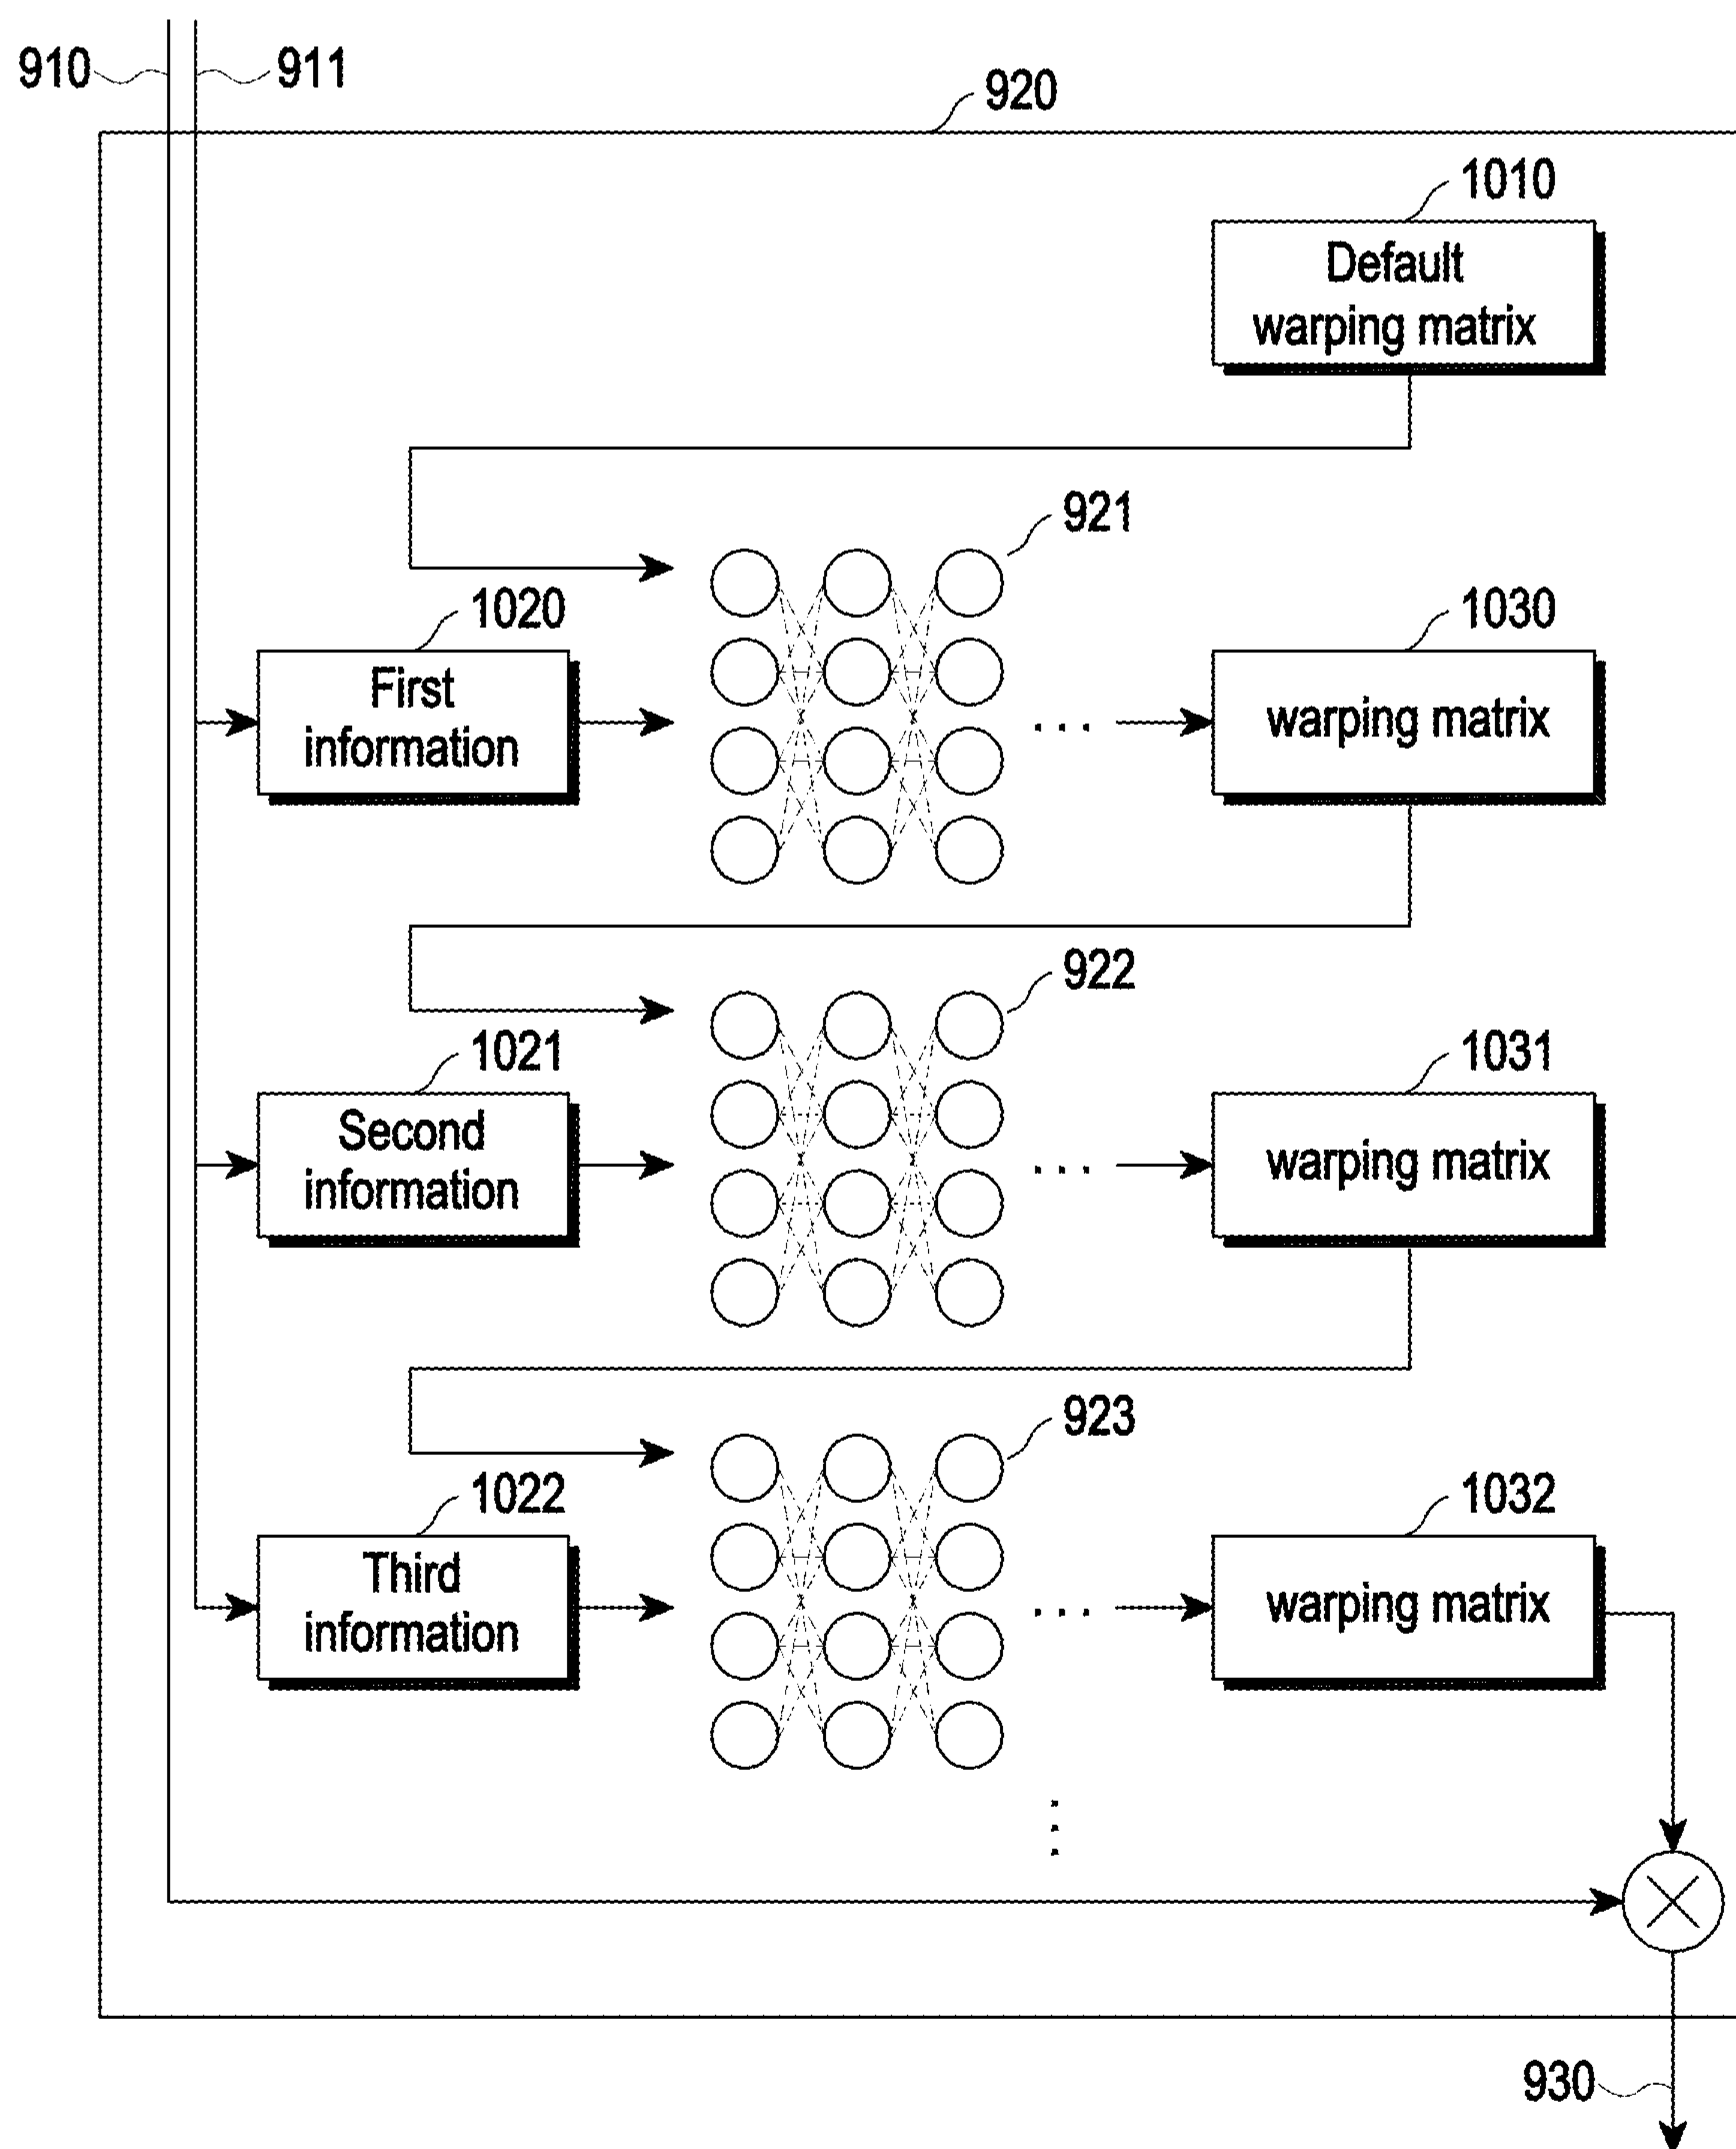 910
911
920
1010
Default
warping matrix
921
1020
First
information
1030
warping matrix
922
1021
Second
information
1031
warping matrix
923
1022
Third
information
1032
warping matrix
930